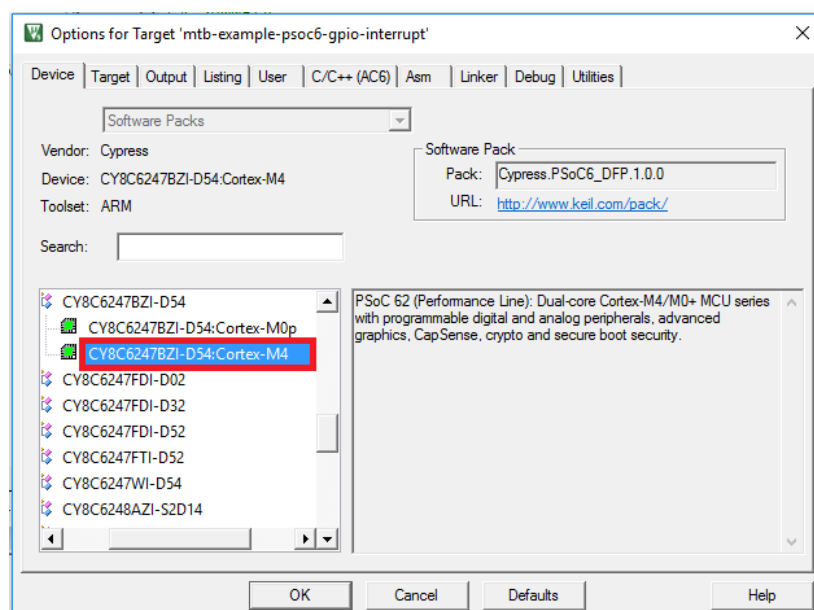 Options for Target 'mtb-example-psoc6-gpio-interrupt'
Device Target Output Listing User C/C++ (AC6) Asm Linker Debug Utilities
Software Packs
Vendor: Cypress
Device: CY8C6247BZI-D54:Cortex-M4
Toolset: ARM
Search:
Software Pack
Pack: Cypress.PSoC6_DFP.1.0.0
URL: http://www.keil.com/pack/
CY8C6247BZI-D54
CY8C6247BZI-D54:Cortex-M0p
CY8C6247BZI-D54:Cortex-M4
CY8C6247FDI-D02
CY8C6247FDI-D32
CY8C6247FDI-D52
CY8C6247FTI-D52
CY8C6247WI-D54
CY8C6248AZI-S2D14
PSoC 62 (Performance Line): Dual-core Cortex-M4/M0+ MCU series
with programmable digital and analog peripherals, advanced
graphics, CapSense, crypto and secure boot security.
OK Cancel Defaults Help